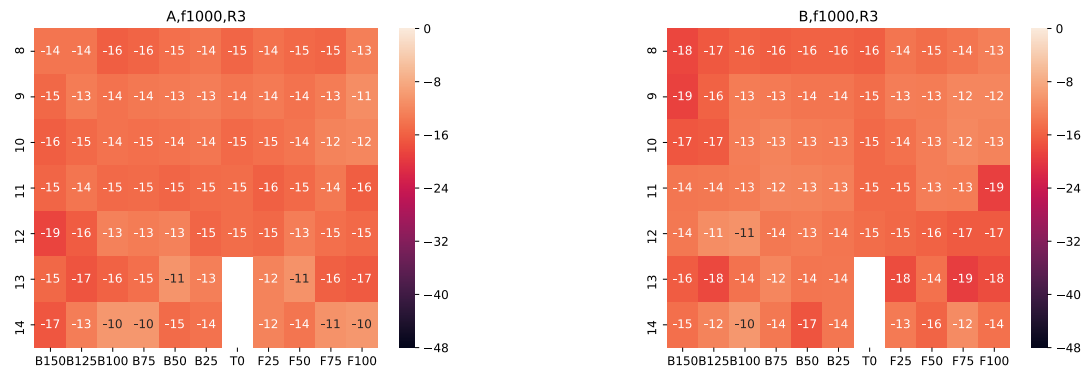 A,f1000,R3
8 -14 -14 -16 -16 -15 -14 -15 -14 -15 -15 -13
9 -15 -13 -14 -14 -13 -13 -14 -14 -14 -13 -11
10 -16 -15 -14 -14 -15 -14 -15 -15 -14 -12 -12
11 -15 -14 -15 -15 -14 -15 -15 -16 -15 -14 -16
12 -19 -16 -13 -13 -13 -15 -15 -15 -13 -15 -15
13 -15 -17 -16 -15 -11 -13 -12 -11 -16 -17
14 -17 -13 -10 -10 -15 -14 -12 -14 -11 -10
B150 B125 B100 B75 B50 B25 T0 F25 F50 F75 F100
0
-8
-16
-24
-32
-40
-48
B,f1000,R3
8 -18 -17 -16 -16 -16 -16 -16 -14 -15 -14 -13
9 -19 -16 -13 -13 -14 -13 -15 -14 -13 -12 -12
10 -17 -17 -13 -13 -13 -13 -15 -14 -14 -12 -13
11 -14 -14 -13 -12 -13 -13 -15 -15 -13 -13 -19
12 -14 -11 -11 -14 -13 -14 -15 -15 -16 -17 -17
13 -16 -18 -14 -12 -14 -14 -18 -14 -19 -18
14 -15 -12 -10 -14 -17 -14 -13 -16 -12 -14
B150 B125 B100 B75 B50 B25 T0 F25 F50 F75 F100
0
-8
-16
-24
-32
-40
-48